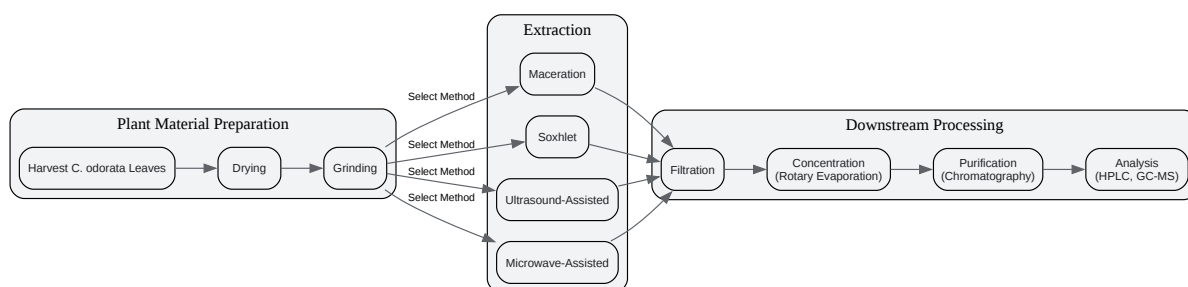 Plant Material Preparation
Harvest C. odorata Leaves
Drying
Grinding
Select Method
Select Method
Select Method
Select Method
Extraction
Maceration
Soxhlet
Ultrasound-Assisted
Microwave-Assisted
Downstream Processing
Filtration
Concentration
(Rotary Evaporation)
Purification
(Chromatography)
Analysis
(HPLC, GC-MS)